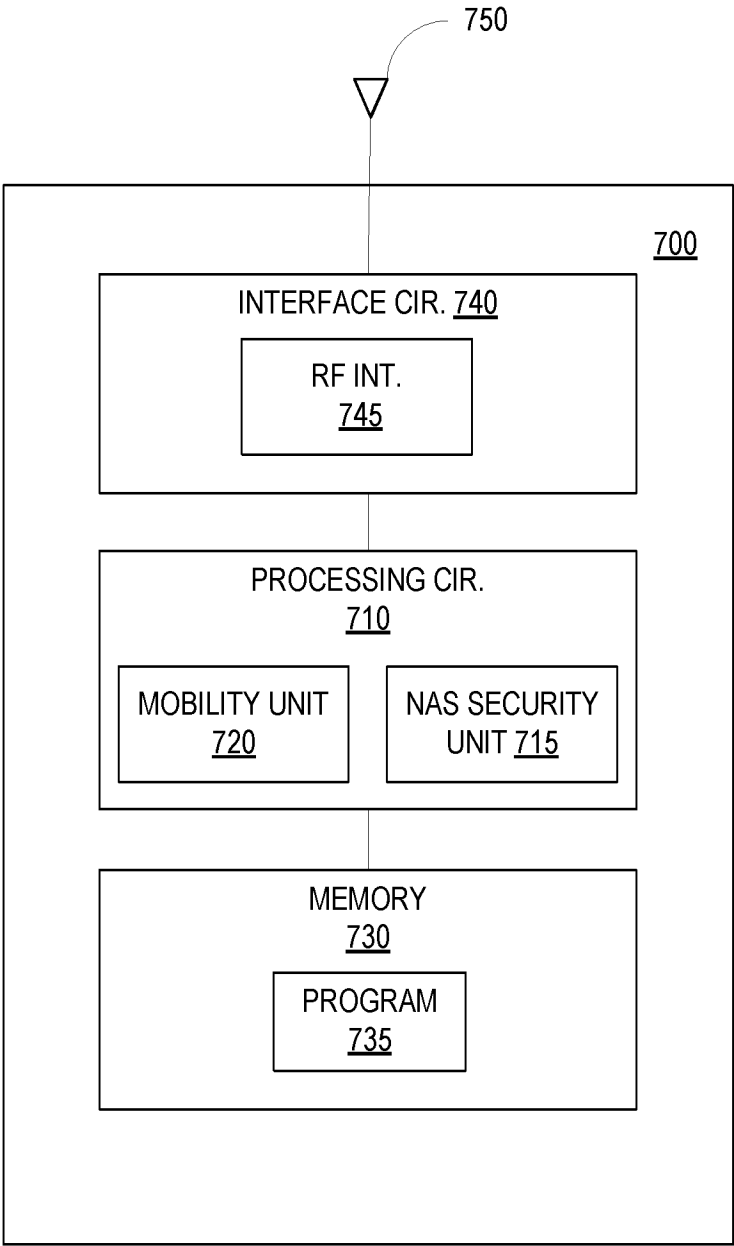 750
700
INTERFACE CIR. 740
RF INT.
745
PROCESSING CIR.
710
MOBILITY UNIT
720
NAS SECURITY
UNIT 715
MEMORY
730
PROGRAM
735